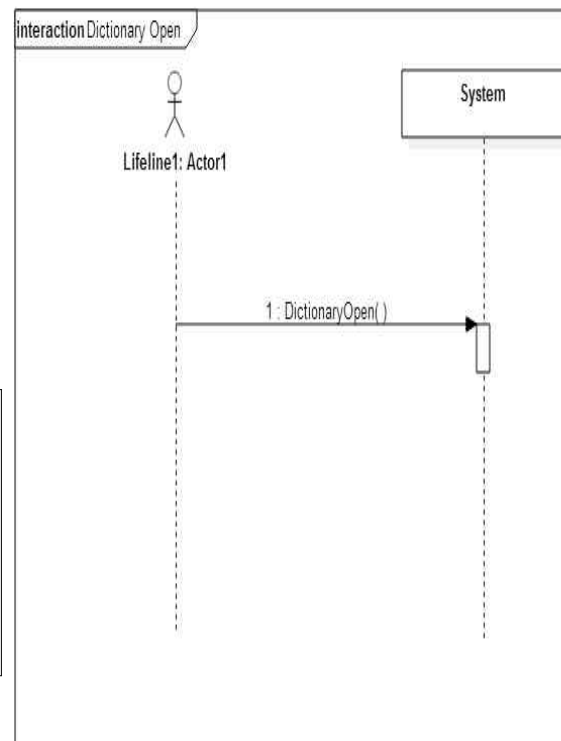 interaction Dictionary Open
System
Lifeline1: Actor1
1 : DictionaryOpen( )